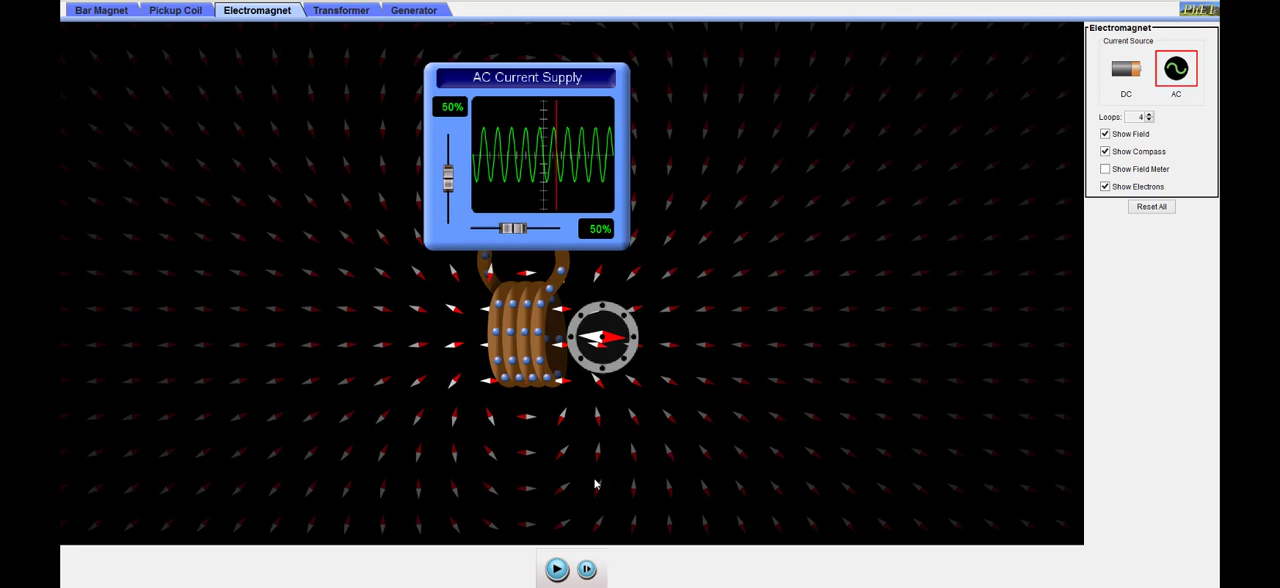 Bar Magnet Pickup Coil Electromagnet Transformer Generator
PhET
Electromagnet
Current Source
DC AC
Loops: 4
Show Field
Show Compass
Show Field Meter
Show Electrons
Reset All
AC Current Supply
50%
50%